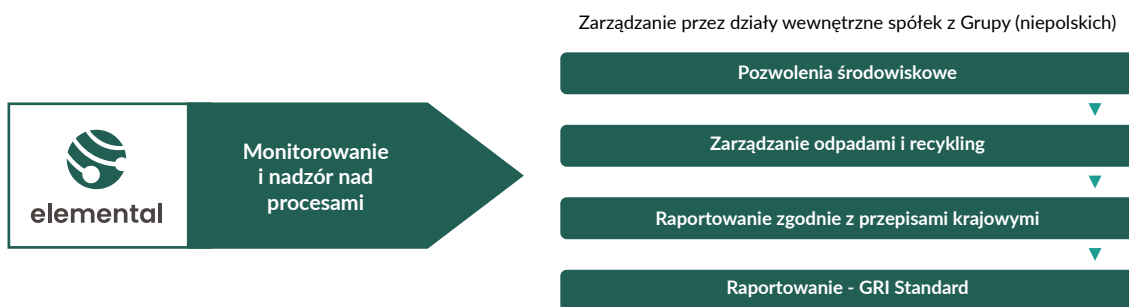 Zarządzanie przez działy wewnętrzne spółek z Grupy (niepolskich)
Pozwolenia środowiskowe
Zarządzanie odpadami i recykling
Raportowanie zgodnie z przepisami krajowymi
Raportowanie - GRI Standard
Monitorowanie
i nadzór nad
procesami
elemental